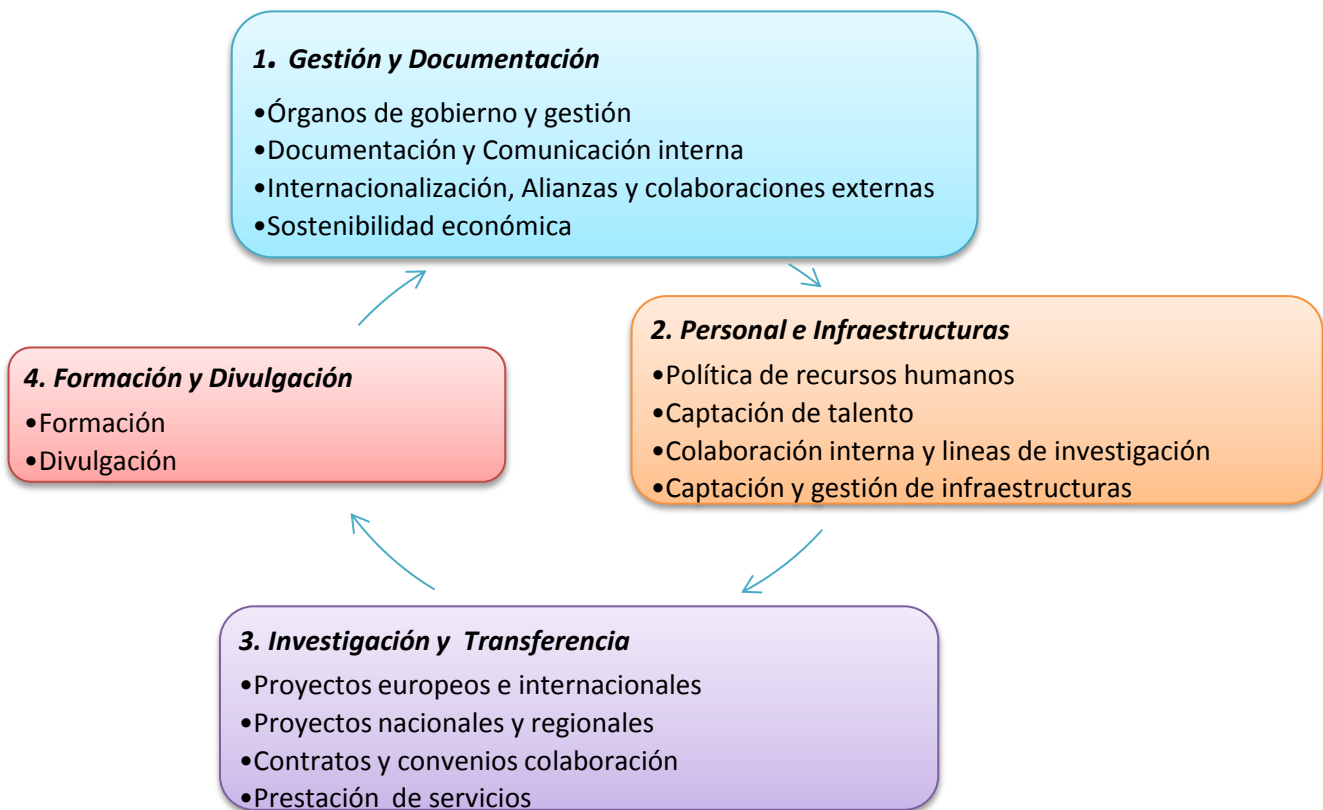 1. Gestión y Documentación
•Órganos de gobierno y gestión
•Documentación y Comunicación interna
•Internacionalización, Alianzas y colaboraciones externas
•Sostenibilidad económica
2. Personal e Infraestructuras
•Política de recursos humanos
•Captación de talento
•Colaboración interna y lineas de investigación
•Captación y gestión de infraestructuras
3. Investigación y Transferencia
•Proyectos europeos e internacionales
•Proyectos nacionales y regionales
•Contratos y convenios colaboración
•Prestación de servicios
4. Formación y Divulgación
•Formación
•Divulgación